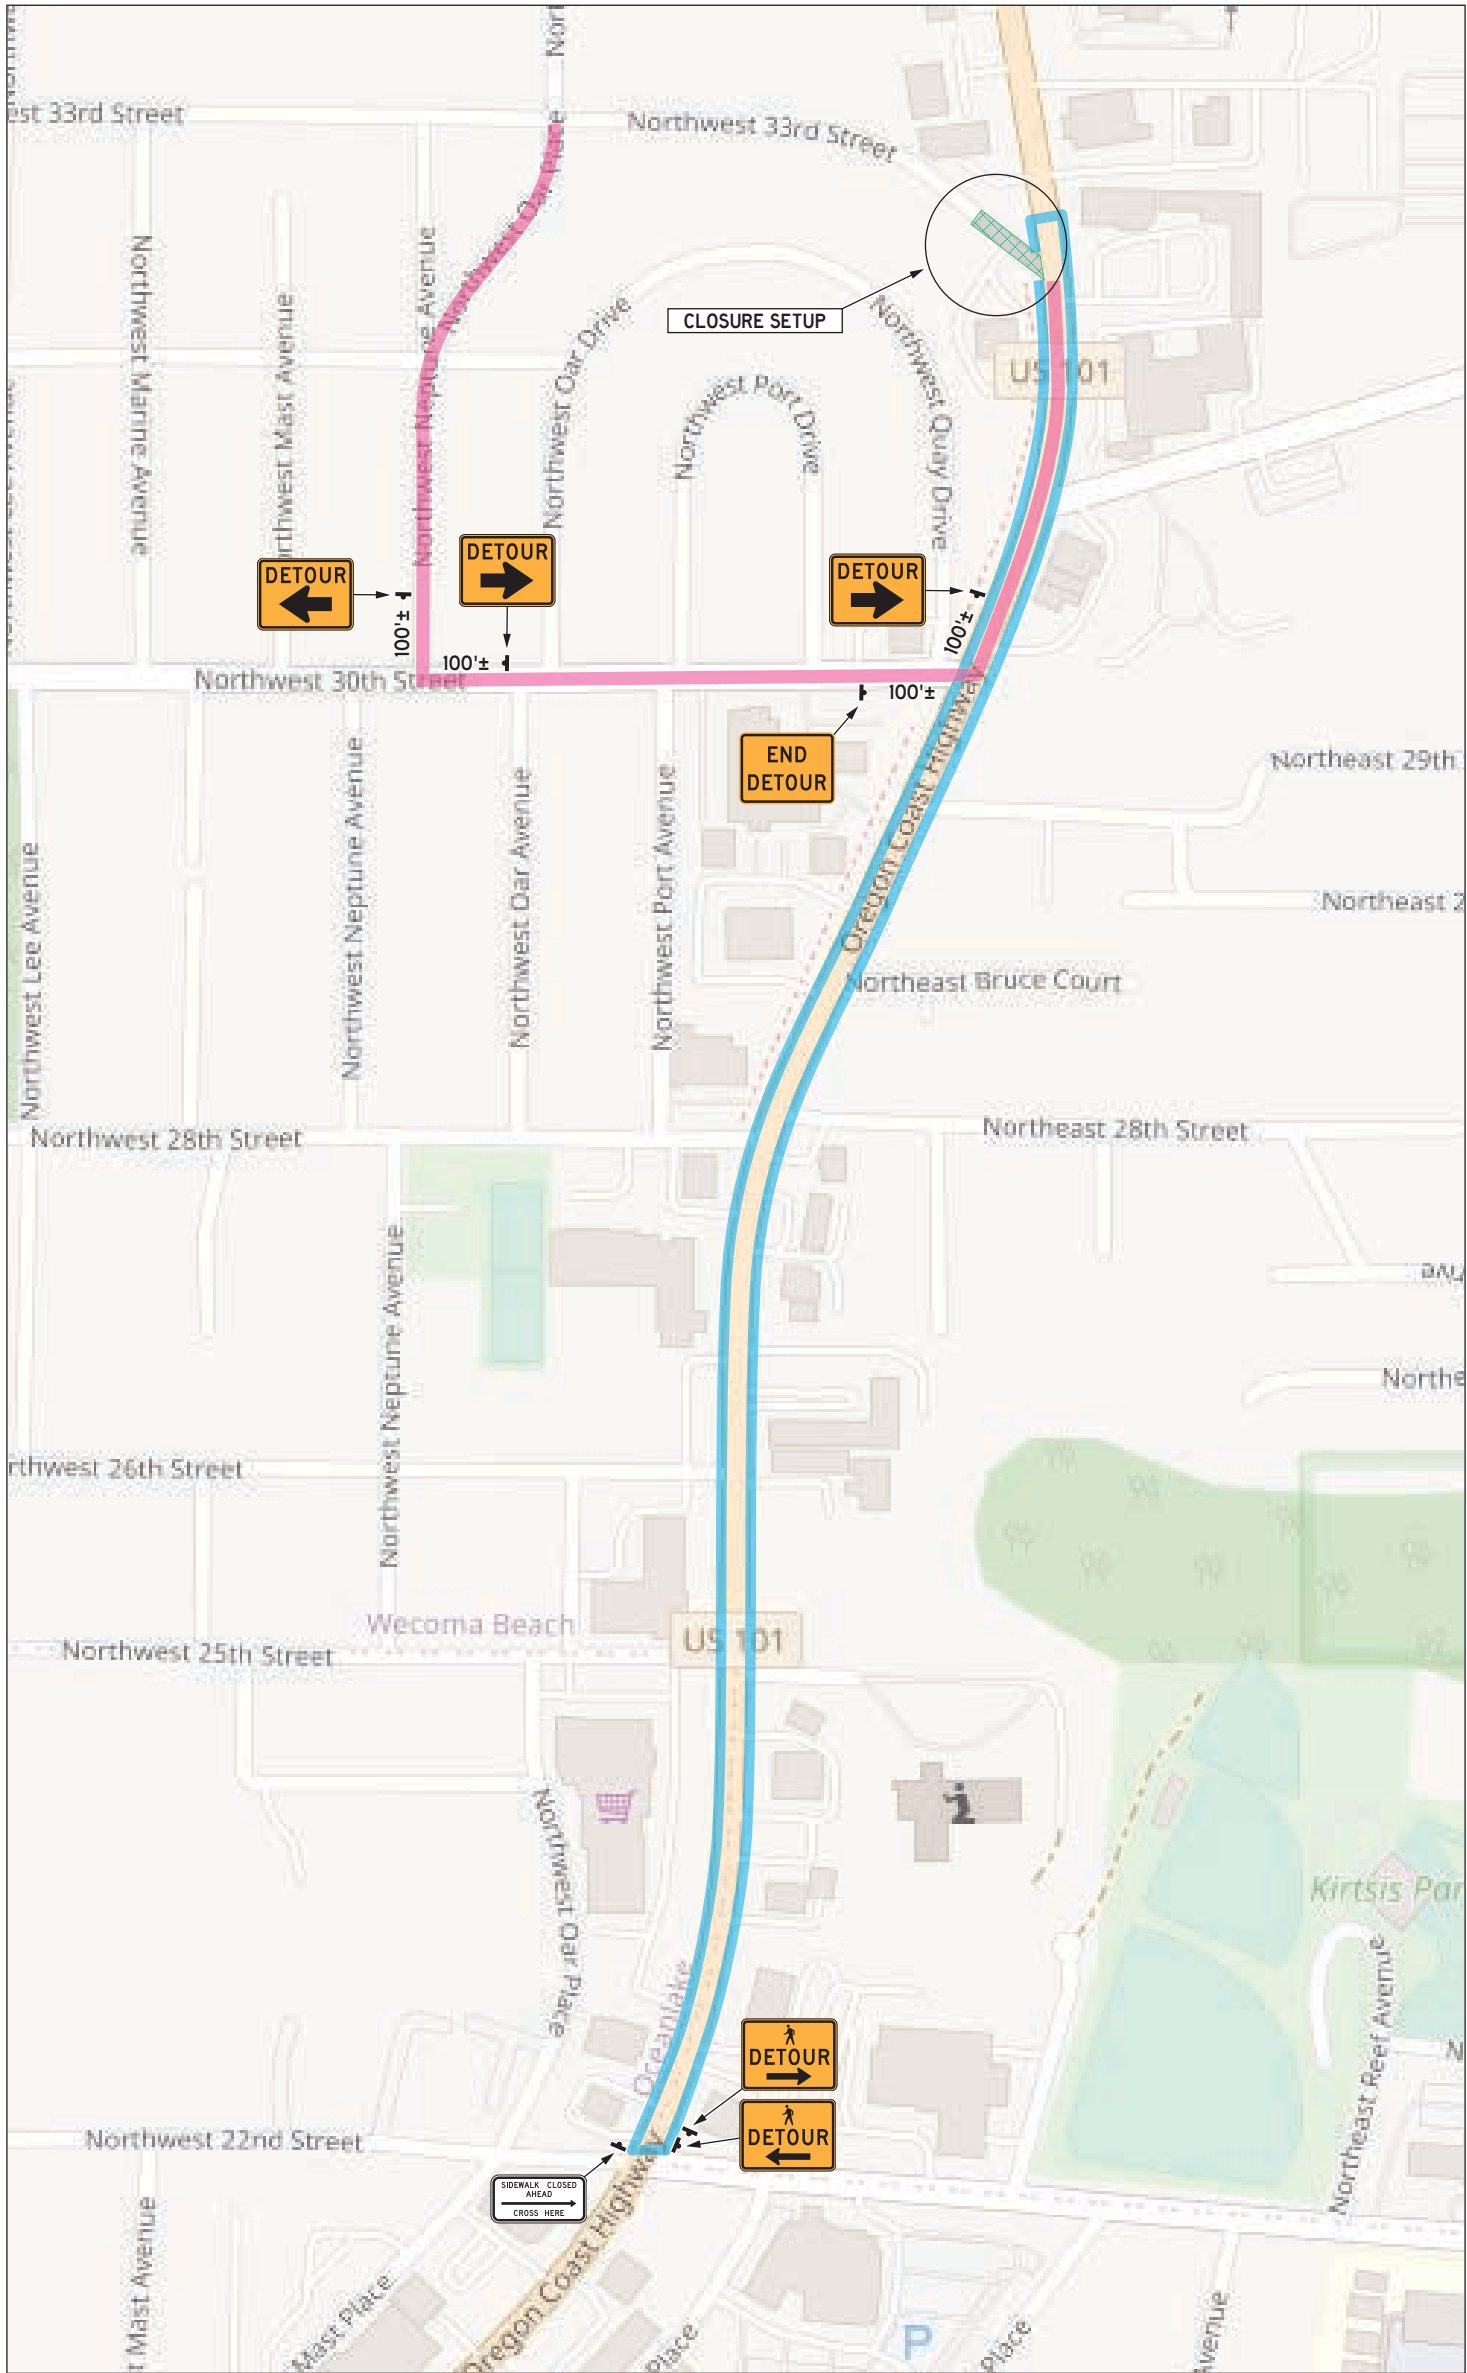 est 33rd Street
Northwest 33rd Street
Northwest Oar Place
Northwest Marine Avenue
Northwest Neptune Avenue
Northwest Oar Drive
CLOSURE SETUP
Northwest Quay Drive
US 101
rthwest Mast Avenue
Northwest Port Drive
DETOUR
DETOUR
DETOUR
100'±
100'±
100'±
Northwest 30th Street
100'±
END
DETOUR
Oregon Coast Highway
Northeast 29th
Northwest Lee Avenue
Northwest Neptune Avenue
Northwest Oar Avenue
Northwest Port Avenue
Northeast 2
Northeast Bruce Court
Northwest 28th Street
Northeast 28th Street
Northwest Neptune Avenue
Northe
rthwest 26th Street
Wecoma Beach
US 101
Northwest 25th Street
Northwest Oar Place
Kirtsis Par
Oceanlake
Northeast Reef Avenue
N
DETOUR
DETOUR
Northwest 22nd Street
SIDEWALK CLOSED
AHEAD
CROSS HERE
t Mast Avenue
Mast Place
Oregon Coast Highway
Place
P
Place
Avenue